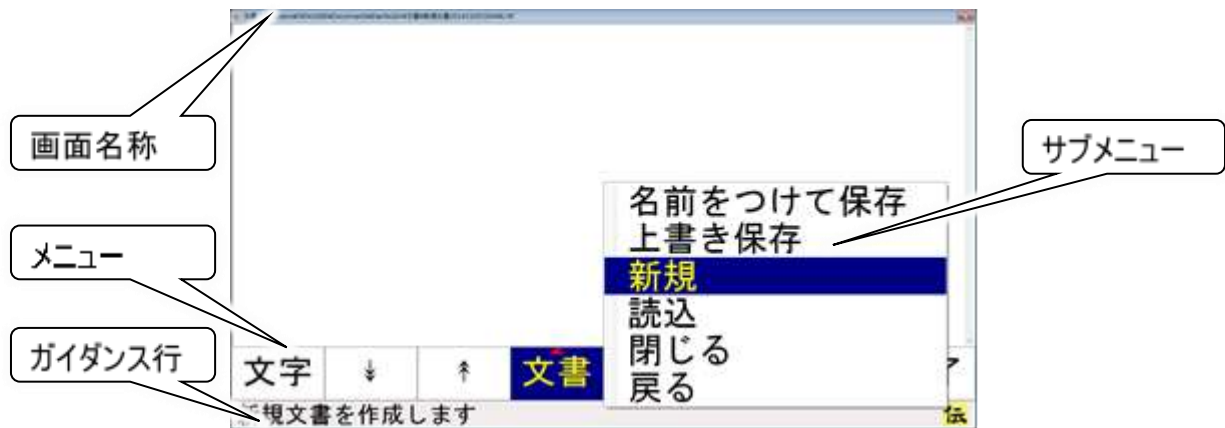 画面名称
サブメニュー
名前をつけて保存
上書き保存
メニュー
新規
読込
ガイダンス行
閉じる
文字 ↡ ↟ 文書
戻る
規文書を作成します 伝